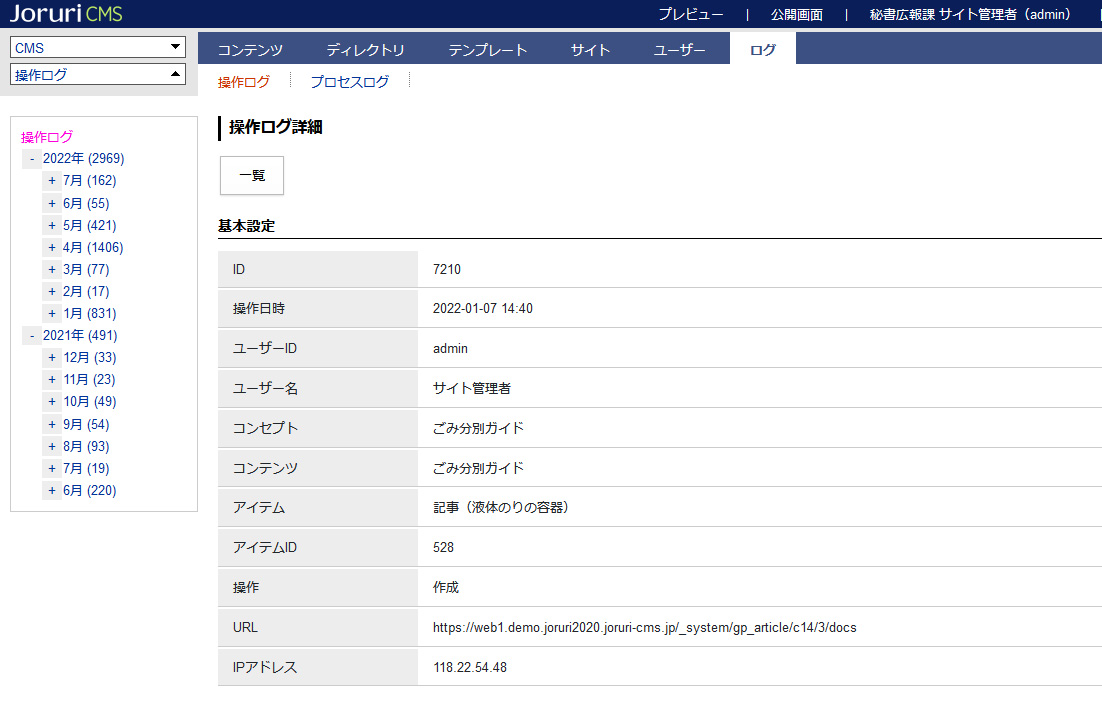 Joruri CMS
プレビュー | 公開画面 | 秘書広報課 サイト管理者（admin）
CMS
操作ログ
コンテンツ ディレクトリ テンプレート サイト ユーザー ログ
操作ログ プロセスログ
操作ログ
- 2022年 (2969)
+ 7月 (162)
+ 6月 (55)
+ 5月 (421)
+ 4月 (1406)
+ 3月 (77)
+ 2月 (17)
+ 1月 (831)
- 2021年 (491)
+ 12月 (33)
+ 11月 (23)
+ 10月 (49)
+ 9月 (54)
+ 8月 (93)
+ 7月 (19)
+ 6月 (220)
操作ログ詳細
一覧
基本設定
ID 7210
操作日時 2022-01-07 14:40
ユーザーID admin
ユーザー名 サイト管理者
コンセプト ごみ分別ガイド
コンテンツ ごみ分別ガイド
アイテム 記事（液体のりの容器）
アイテムID 528
操作 作成
URL https://web1.demo.joruri2020.joruri-cms.jp/_system/gp_article/c14/3/docs
IPアドレス 118.22.54.48